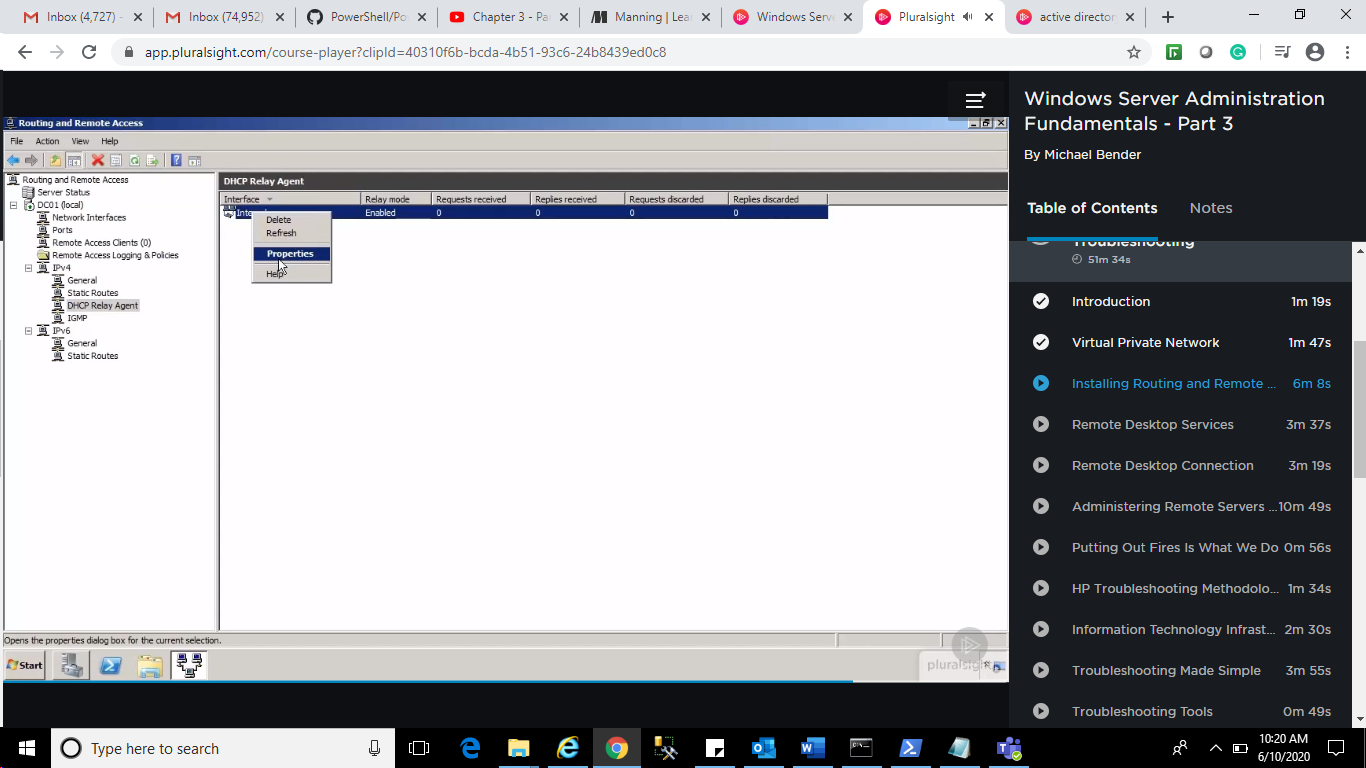 Inbox (4,727) -
Inbox (74,952)
PowerShell/Po
Chapter 3 - Pa
Manning | Lea
Windows Serv
Pluralsight
active director
app.pluralsight.com/course-player?clipId=40310f6b-bcda-4b51-93c6-24b8439ed0c8
Routing and Remote Access
File Action View Help
Routing and Remote Access
Server Status
DC01 (local)
Network Interfaces
Ports
Remote Access Clients (0)
Remote Access Logging & Policies
IPv4
General
Static Routes
DHCP Relay Agent
IGMP
IPv6
General
Static Routes
DHCP Relay Agent
Interface Relay mode Requests received Replies received Requests discarded Replies discarded
Enabled 0 0 0 0
Delete
Refresh
Properties
Help
Opens the properties dialog box for the current selection.
Start
pluralsight
Windows Server Administration
Fundamentals - Part 3
By Michael Bender
Table of Contents Notes
Troubleshooting
51m 34s
Introduction 1m 19s
Virtual Private Network 1m 47s
Installing Routing and Remote ... 6m 8s
Remote Desktop Services 3m 37s
Remote Desktop Connection 3m 19s
Administering Remote Servers ... 10m 49s
Putting Out Fires Is What We Do 0m 56s
HP Troubleshooting Methodolo... 1m 34s
Information Technology Infrast... 2m 30s
Troubleshooting Made Simple 3m 55s
Troubleshooting Tools 0m 49s
Type here to search
10:20 AM
6/10/2020